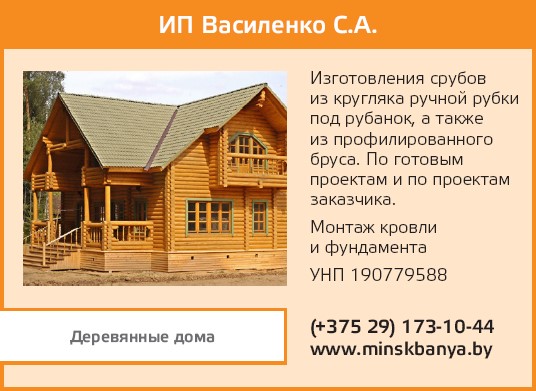 ИП Василенко С.А.
Изготовления срубов
из кругляка ручной рубки
под рубанок, а также
из профилированного
бруса. По готовым
проектам и по проектам
заказчика.
Монтаж кровли
и фундамента
УНП 190779588
Деревянные дома
(+375 29) 173-10-44
www.minskbanya.by